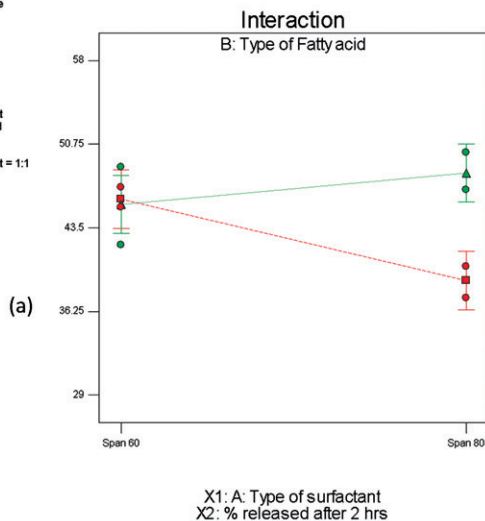 Interaction
B: Type of Fatty acid
58
50.75
t = 1:1
43.5
(a)
36.25
29
Span 60
Span 80
X1: A: Type of surfactant
X2: % released after 2 hrs